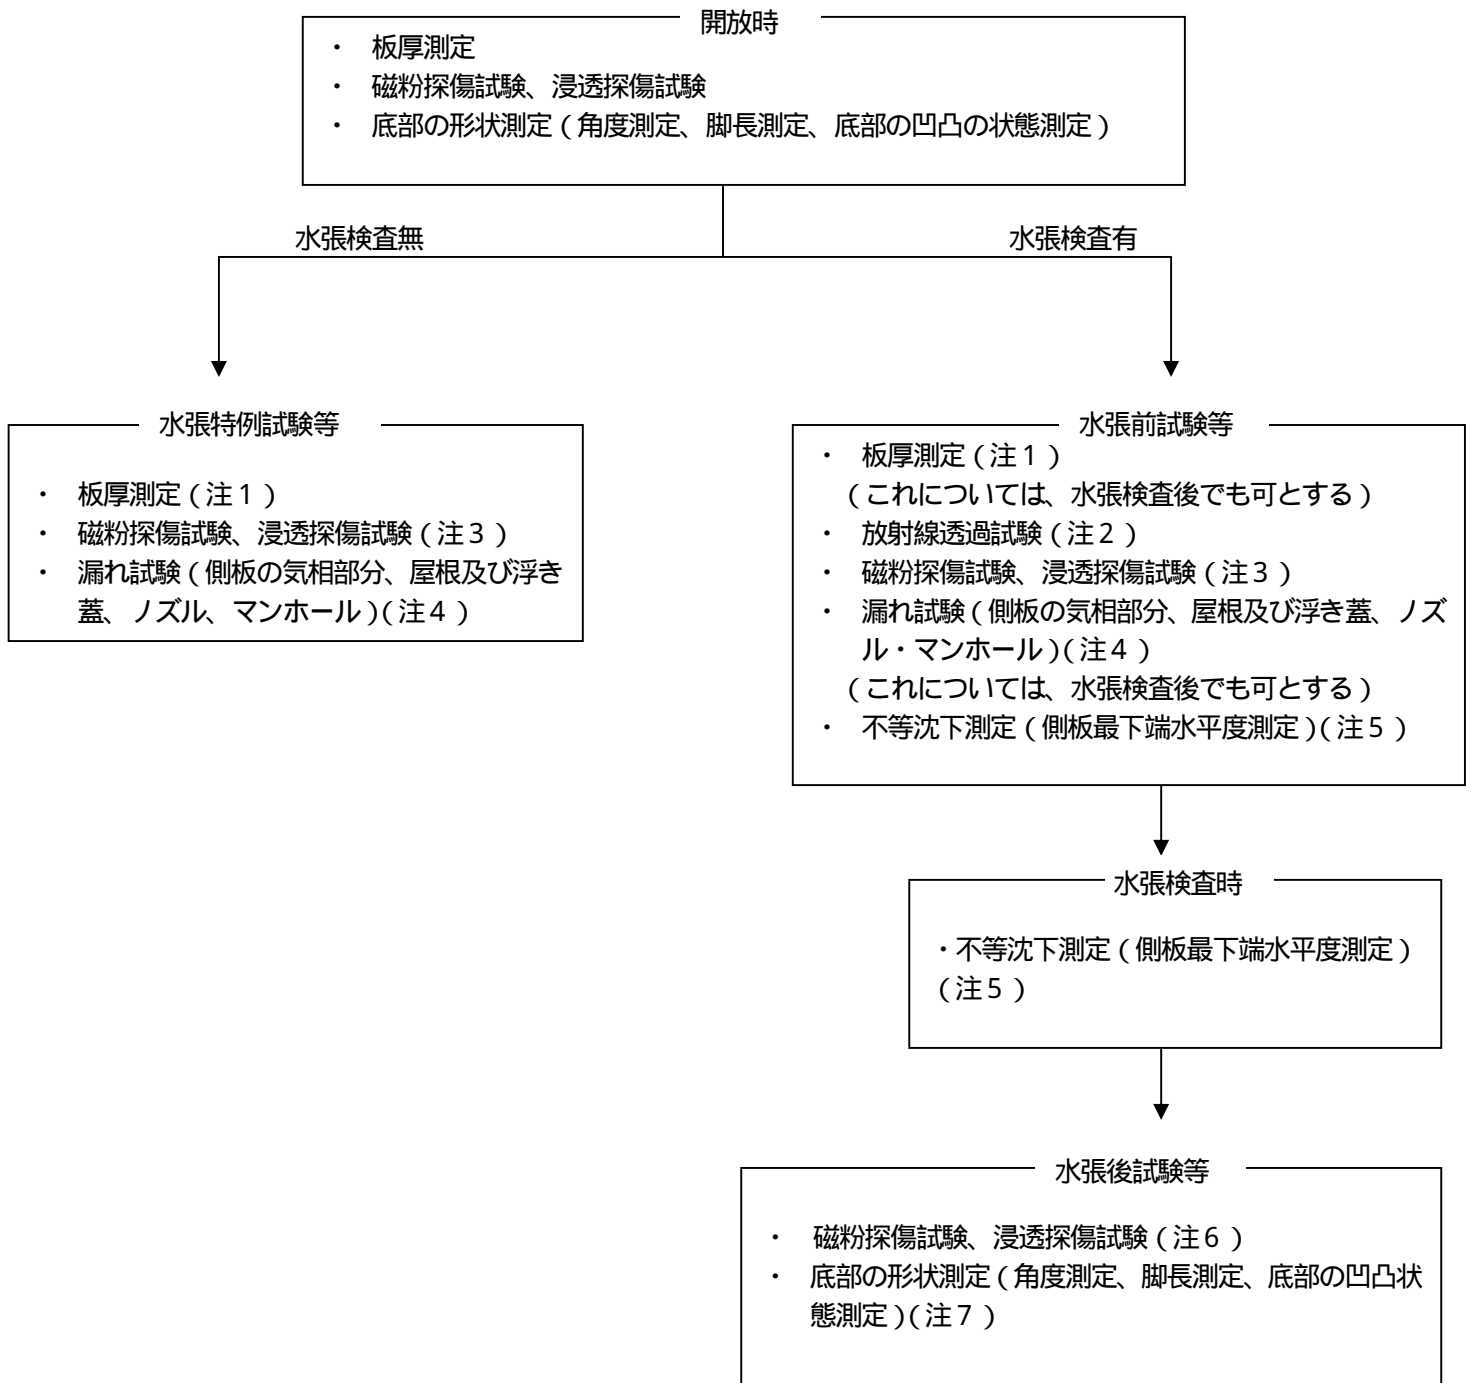 開放時
・ 板厚測定
・ 磁粉探傷試験、浸透探傷試験
・ 底部の形状測定（角度測定、脚長測定、底部の凹凸の状態測定）
水張検査無
水張検査有
水張特例試験等
・ 板厚測定（注１）
・ 磁粉探傷試験、浸透探傷試験（注３）
・ 漏れ試験（側板の気相部分、屋根及び浮き
蓋、ノズル、マンホール）（注４）
水張前試験等
・ 板厚測定（注１）
（これについては、水張検査後でも可とする）
・ 放射線透過試験（注２）
・ 磁粉探傷試験、浸透探傷試験（注３）
・ 漏れ試験（側板の気相部分、屋根及び浮き蓋、ノズ
ル・マンホール）（注４）
（これについては、水張検査後でも可とする）
・ 不等沈下測定（側板最下端水平度測定）（注５）
水張検査時
・不等沈下測定（側板最下端水平度測定）
（注５）
水張後試験等
・ 磁粉探傷試験、浸透探傷試験（注６）
・ 底部の形状測定（角度測定、脚長測定、底部の凹凸状
態測定）（注７）